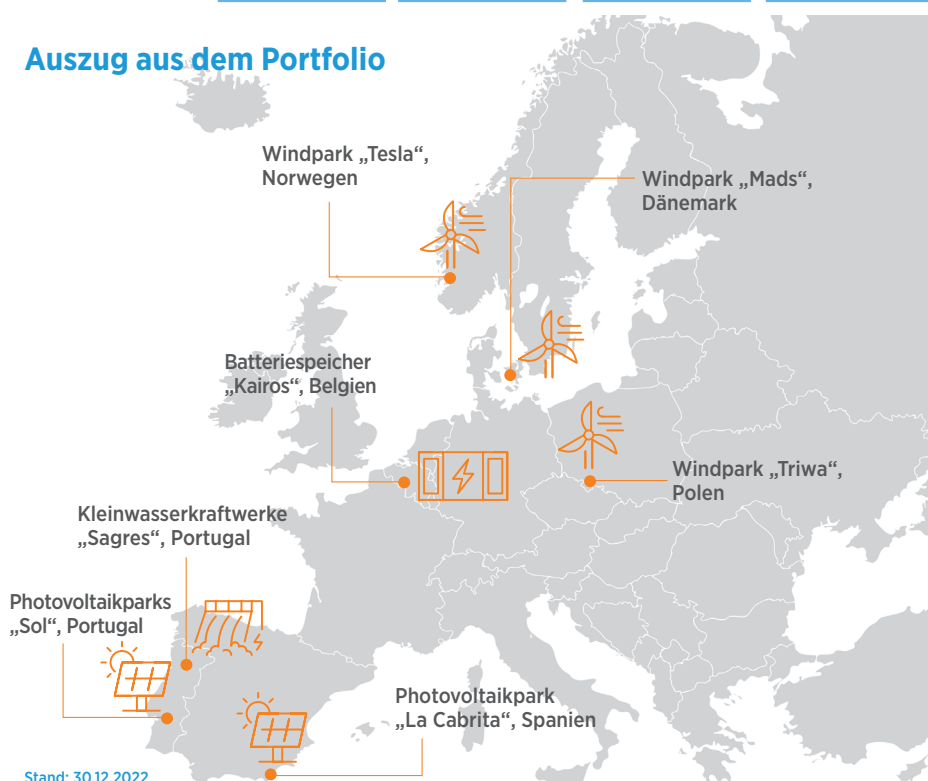 Auszug aus dem Portfolio
Windpark „Tesla“,
Norwegen
Windpark „Mads“,
Dänemark
Batteriespeicher
„Kairos“, Belgien
Windpark „Triwa“,
Polen
Kleinwasserkraftwerke
„Sagres“, Portugal
Photovoltaikparks
„Sol“, Portugal
Photovoltaikpark
„La Cabrita“, Spanien
Stand: 30.12.2022